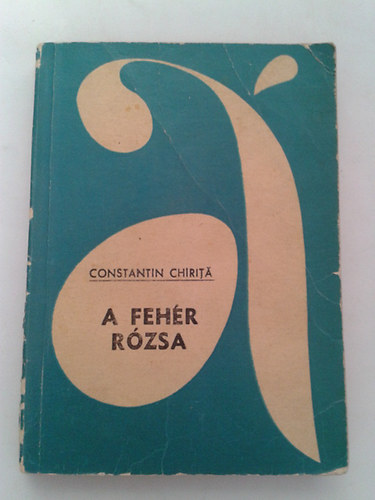 CONSTANTIN CHIRIȚĂ
A FEHÉR
RÓZSA